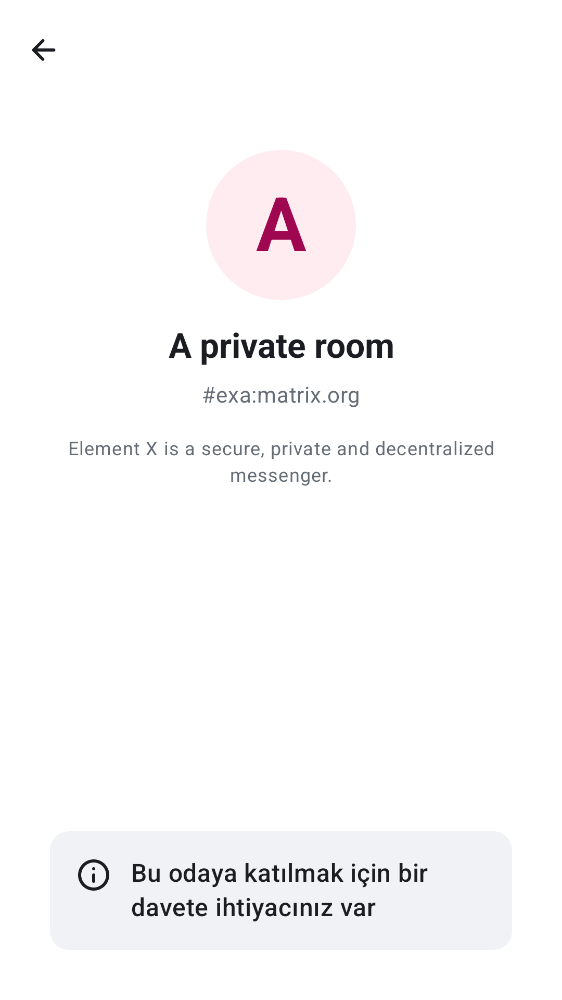 A
A private room
#exa:matrix.org
Element X is a secure, private and decentralized
messenger.
Bu odaya katılmak için bir
davete ihtiyacınız var